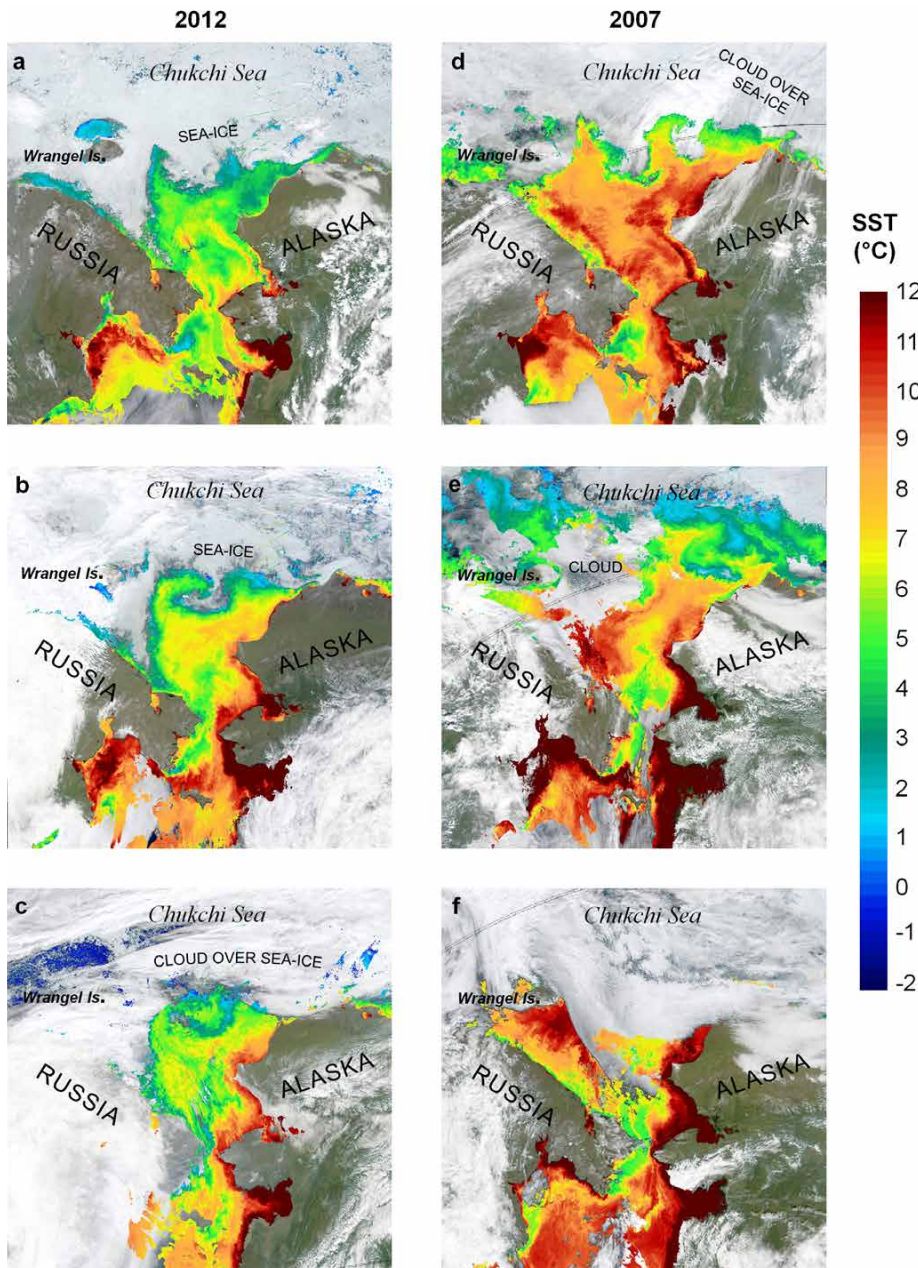 2012
2007
a
Chukchi Sea
SEA-ICE
Wrangel Is.
RUSSIA
ALASKA
d
Chukchi Sea
CLOUD OVER
SEA-ICE
Wrangel Is.
RUSSIA
ALASKA
b
Chukchi Sea
SEA-ICE
Wrangel Is.
RUSSIA
ALASKA
e
Chukchi Sea
CLOUD
Wrangel Is.
RUSSIA
ALASKA
c
Chukchi Sea
CLOUD OVER SEA-ICE
Wrangel Is.
RUSSIA
ALASKA
f
Chukchi Sea
Wrangel Is.
RUSSIA
ALASKA
SST
(°C)
12
11
10
9
8
7
6
5
4
3
2
1
0
-1
-2